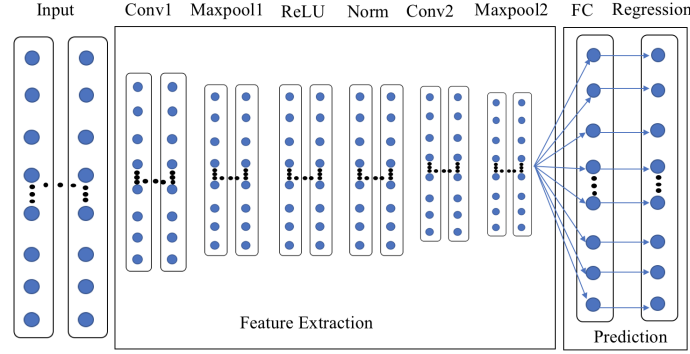 Input Conv1 Maxpool1 ReLU Norm Conv2 Maxpool2 FC Regression
Feature Extraction
Prediction